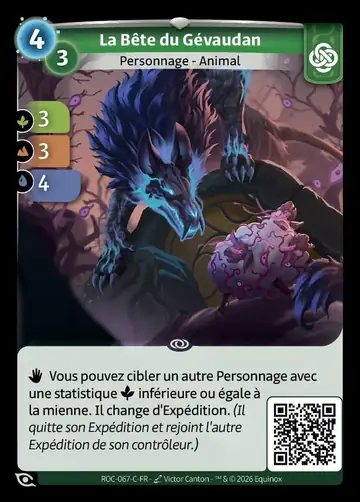 4
La Bête du Gévaudan
3
Personnage - Animal
3
3
4
Vous pouvez cibler un autre Personnage avec
une statistique inférieure ou égale à
la mienne. Il change d'Expédition. (Il
quitte son Expédition et rejoint l'autre
Expédition de son contrôleur.)
ROC-067-C-FR - Victor Canton - ™ & © 2026 Equinox